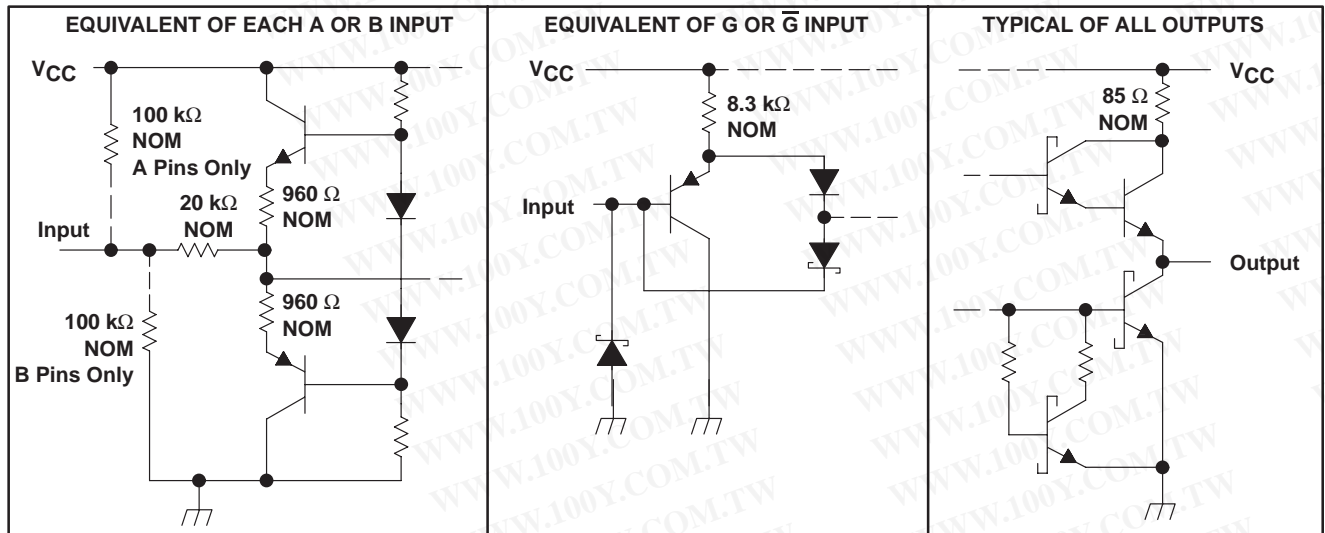 EQUIVALENT OF EACH A OR B INPUT
VCC
100 kΩ
NOM
A Pins Only
20 kΩ
NOM
960 Ω
NOM
Input
960 Ω
NOM
100 kΩ
NOM
B Pins Only
EQUIVALENT OF G OR G̅ INPUT
VCC
8.3 kΩ
NOM
Input
TYPICAL OF ALL OUTPUTS
VCC
85 Ω
NOM
Output
WWW.100Y.COM.TW